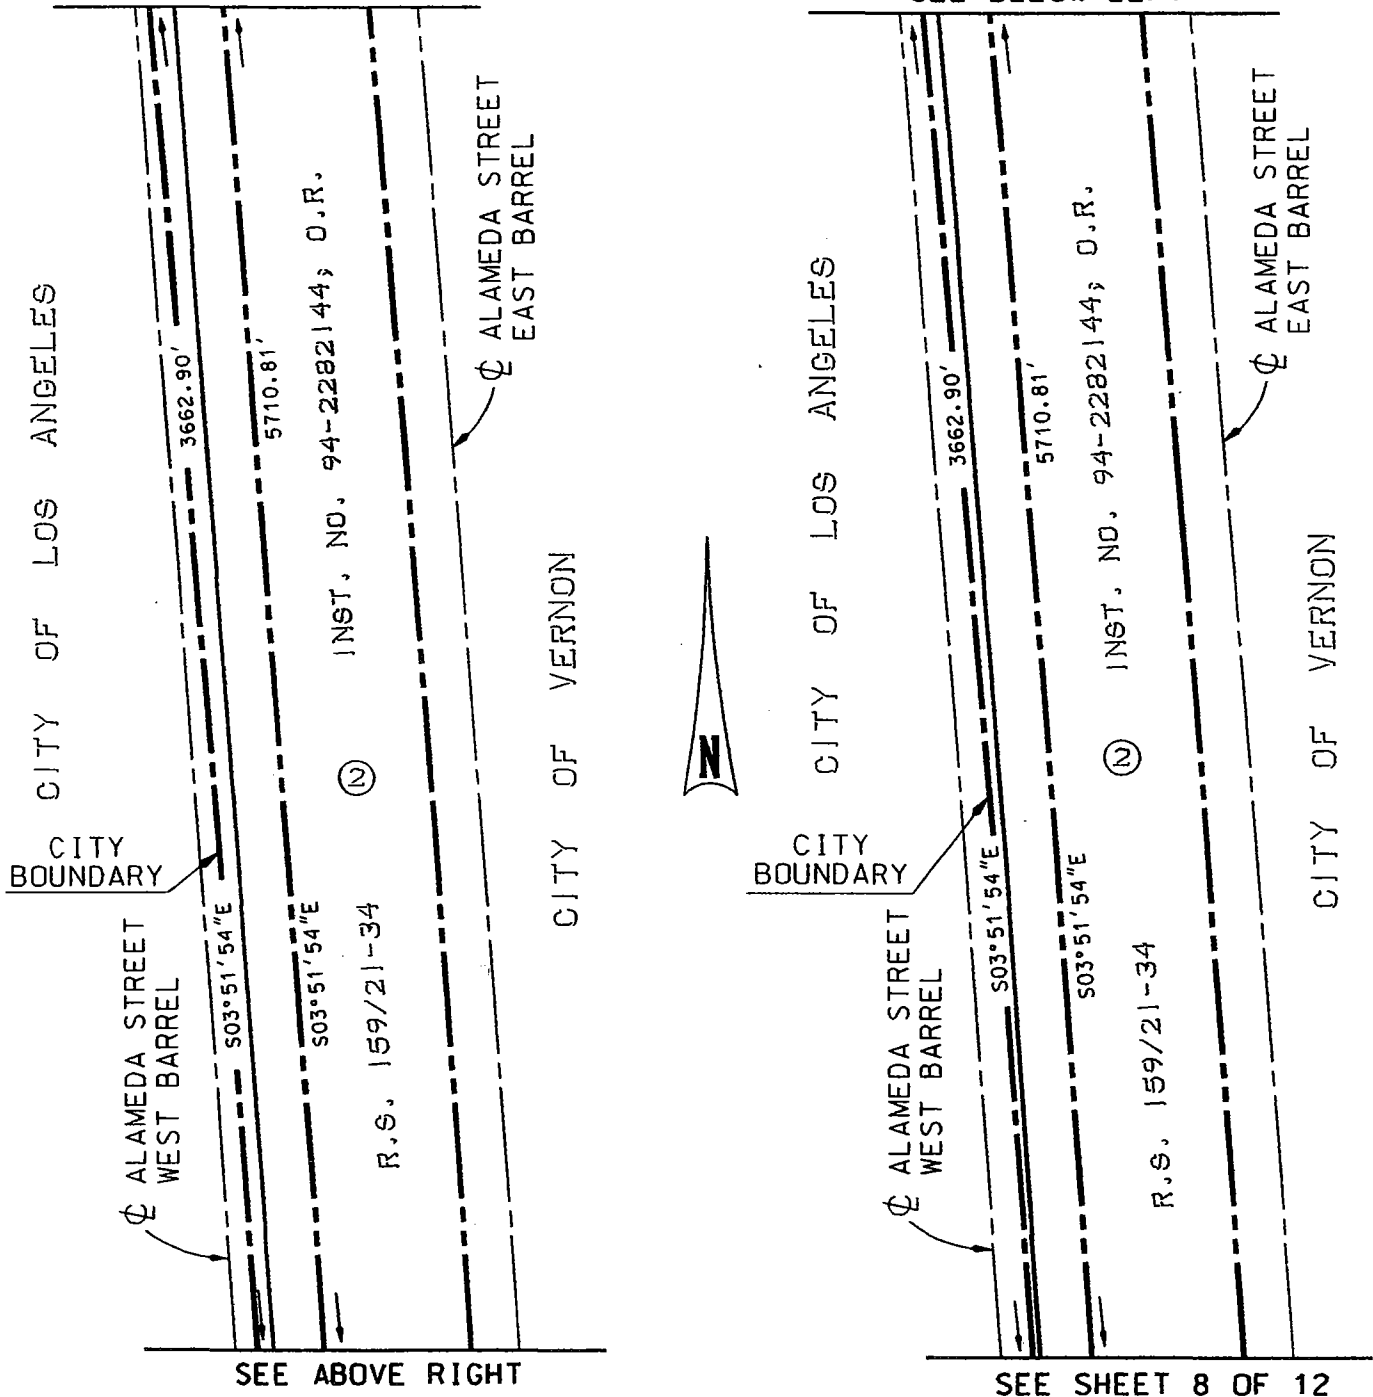 CITY OF LOS ANGELES
3662.90'
5710.81'
INST. NO. 94-2282144; O.R.
℄ ALAMEDA STREET
EAST BARREL
CITY OF VERNON
2
CITY
BOUNDARY
S03°51'54"E
S03°51'54"E
R.S. 159/21-34
℄ ALAMEDA STREET
WEST BARREL
SEE ABOVE RIGHT
N
CITY OF LOS ANGELES
3662.90'
5710.81'
INST. NO. 94-2282144; O.R.
℄ ALAMEDA STREET
EAST BARREL
CITY OF VERNON
2
CITY
BOUNDARY
S03°51'54"E
S03°51'54"E
R.S. 159/21-34
℄ ALAMEDA STREET
WEST BARREL
SEE SHEET 8 OF 12